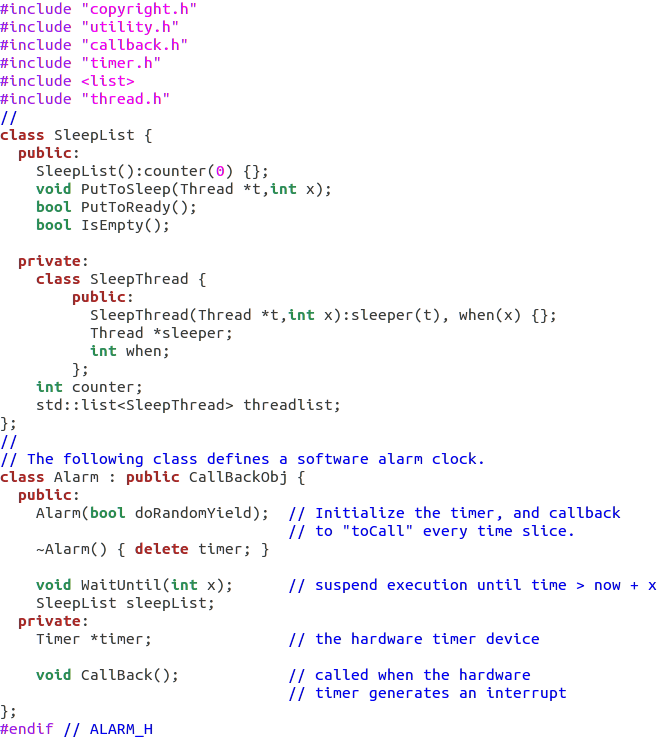 #include "copyright.h"
#include "utility.h"
#include "callback.h"
#include "timer.h"
#include <list>
#include "thread.h"
//
class SleepList {
  public:
    SleepList():counter(0) {};
    void PutToSleep(Thread *t,int x);
    bool PutToReady();
    bool IsEmpty();

  private:
    class SleepThread {
        public:
          SleepThread(Thread *t,int x):sleeper(t), when(x) {};
          Thread *sleeper;
          int when;
        };
    int counter;
    std::list<SleepThread> threadlist;
};
//
// The following class defines a software alarm clock.
class Alarm : public CallBackObj {
  public:
    Alarm(bool doRandomYield);  // Initialize the timer, and callback
                                // to "toCall" every time slice.
    ~Alarm() { delete timer; }

    void WaitUntil(int x);      // suspend execution until time > now + x
    SleepList sleepList;
  private:
    Timer *timer;               // the hardware timer device

    void CallBack();            // called when the hardware
                                // timer generates an interrupt
};
#endif // ALARM_H